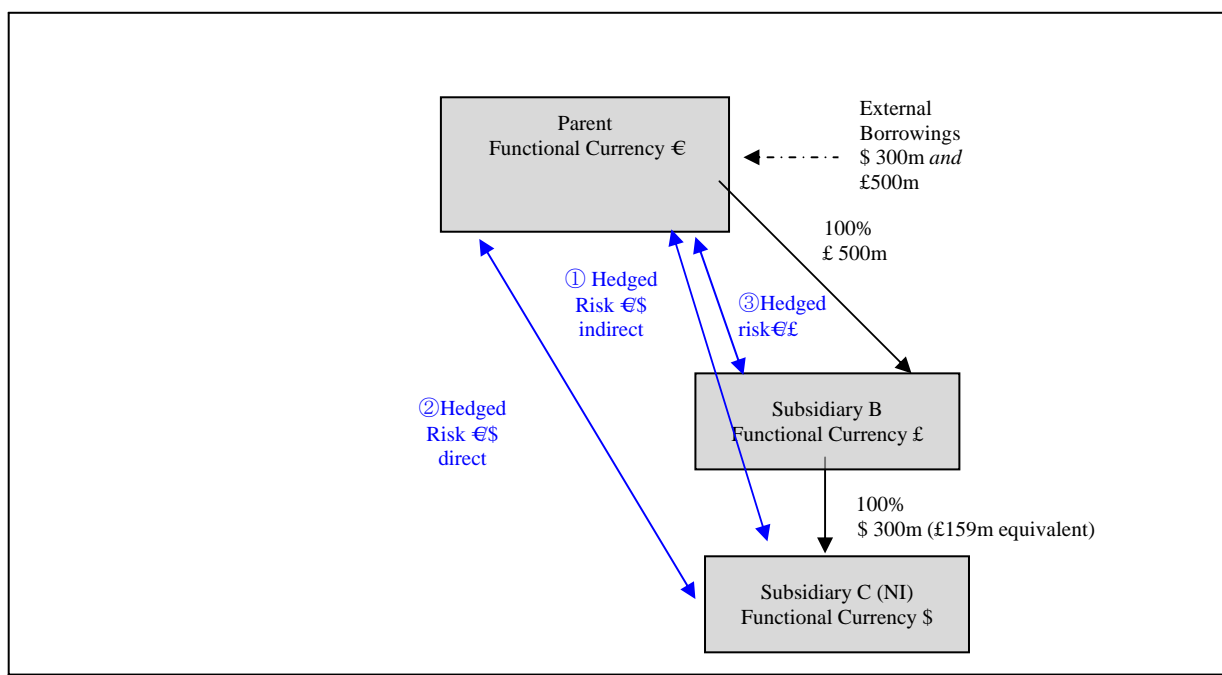 Parent
Functional Currency €
External
Borrowings
$ 300m and
£500m
100%
£ 500m
① Hedged
Risk €/$
indirect
③Hedged
risk€/£
②Hedged
Risk €/$
direct
Subsidiary B
Functional Currency £
100%
$ 300m (£159m equivalent)
Subsidiary C (NI)
Functional Currency $